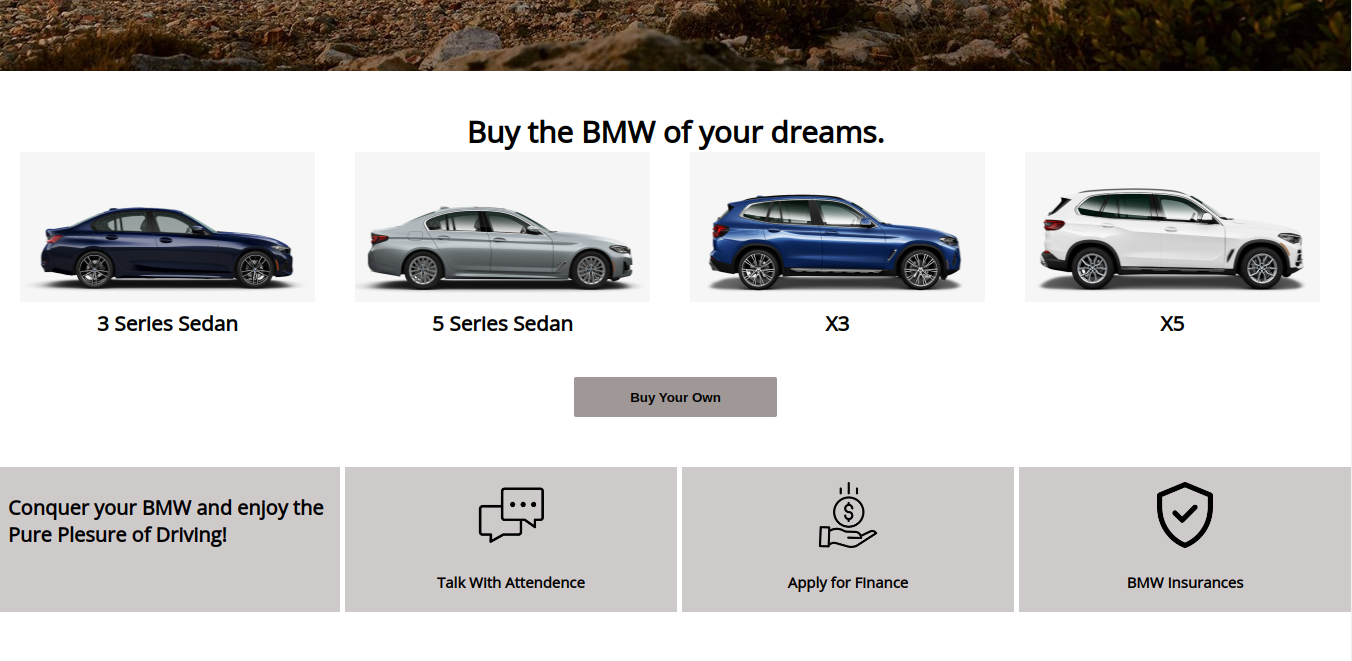 Buy the BMW of your dreams.
3 Series Sedan
5 Series Sedan
X3
X5
Buy Your Own
Conquer your BMW and enjoy the
Pure Plesure of Driving!
Talk With Attendence
Apply for Finance
BMW Insurances